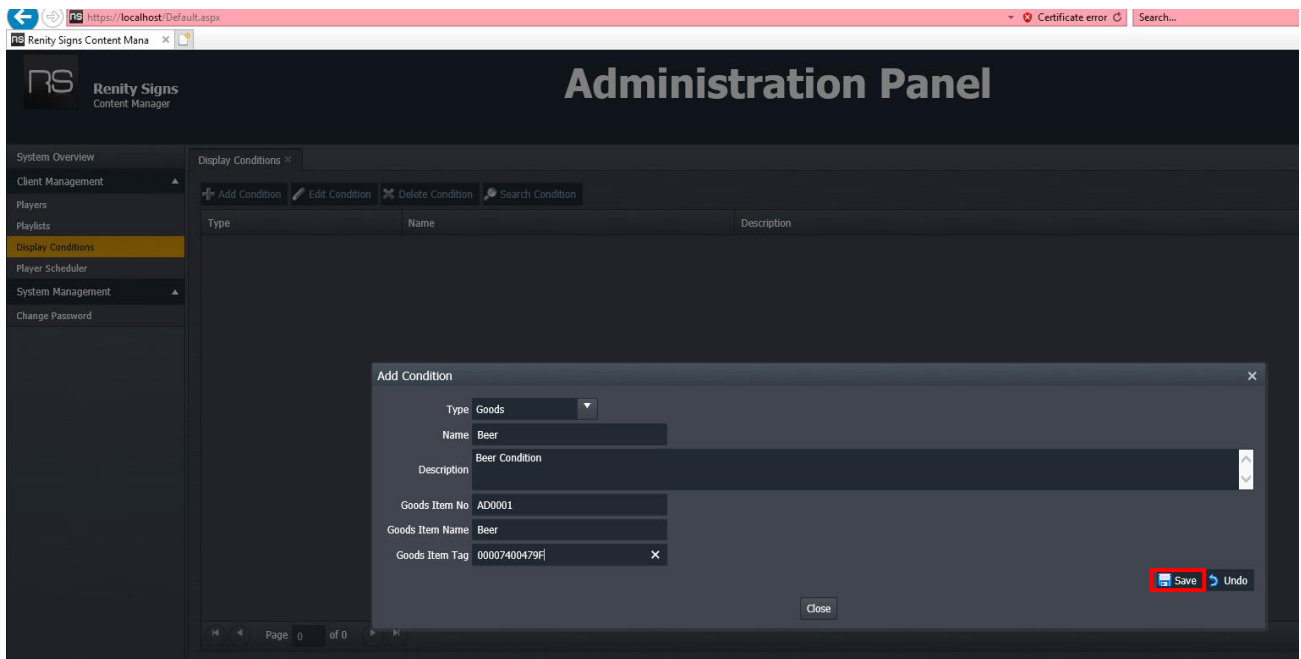 https://localhost/Default.aspx
Certificate error
Search...
Renity Signs Content Mana
RS
Renity Signs
Content Manager
Administration Panel
System Overview
Client Management
Players
Playlists
Display Conditions
Player Scheduler
System Management
Change Password
Display Conditions
Add Condition Edit Condition Delete Condition Search Condition
Type Name Description
Add Condition
Type Goods
Name Beer
Description Beer Condition
Goods Item No AD0001
Goods Item Name Beer
Goods Item Tag 00007400479F
Save Undo
Close
Page 0 of 0